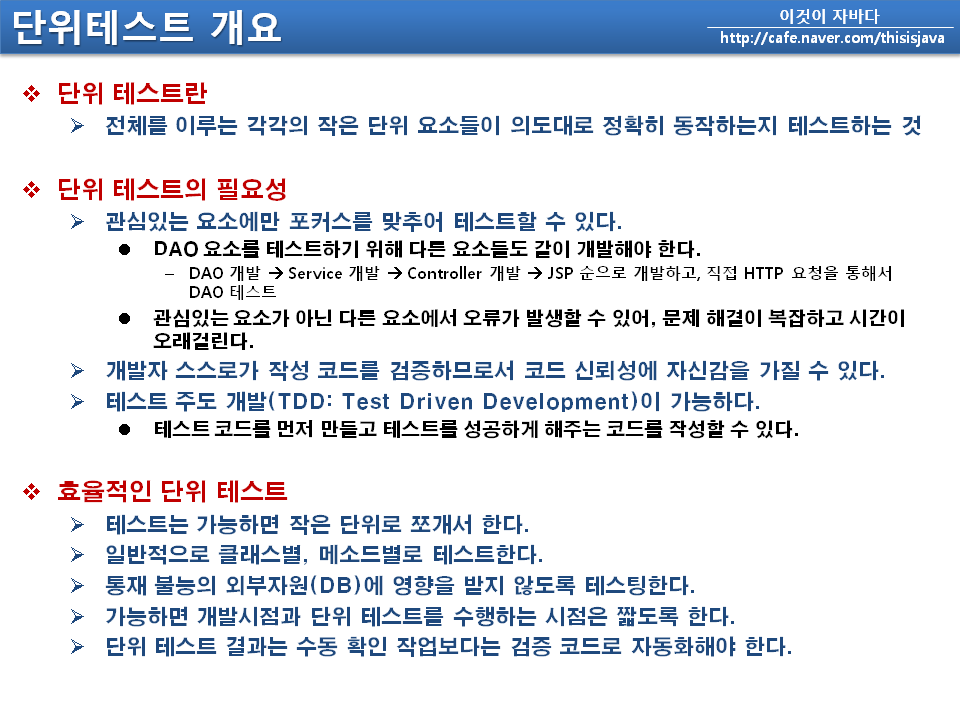 단위테스트 개요
이것이 자바다
http://cafe.naver.com/thisisjava
❖ 단위 테스트란
➢ 전체를 이루는 각각의 작은 단위 요소들이 의도대로 정확히 동작하는지 테스트하는 것
❖ 단위 테스트의 필요성
➢ 관심있는 요소에만 포커스를 맞추어 테스트할 수 있다.
● DAO 요소를 테스트하기 위해 다른 요소들도 같이 개발해야 한다.
– DAO 개발 → Service 개발 → Controller 개발 → JSP 순으로 개발하고, 직접 HTTP 요청을 통해서
DAO 테스트
● 관심있는 요소가 아닌 다른 요소에서 오류가 발생할 수 있어, 문제 해결이 복잡하고 시간이
오래걸린다.
➢ 개발자 스스로가 작성 코드를 검증하므로서 코드 신뢰성에 자신감을 가질 수 있다.
➢ 테스트 주도 개발(TDD: Test Driven Development)이 가능하다.
● 테스트 코드를 먼저 만들고 테스트를 성공하게 해주는 코드를 작성할 수 있다.
❖ 효율적인 단위 테스트
➢ 테스트는 가능하면 작은 단위로 쪼개서 한다.
➢ 일반적으로 클래스별, 메소드별로 테스트한다.
➢ 통재 불능의 외부자원(DB)에 영향을 받지 않도록 테스팅한다.
➢ 가능하면 개발시점과 단위 테스트를 수행하는 시점은 짧도록 한다.
➢ 단위 테스트 결과는 수동 확인 작업보다는 검증 코드로 자동화해야 한다.